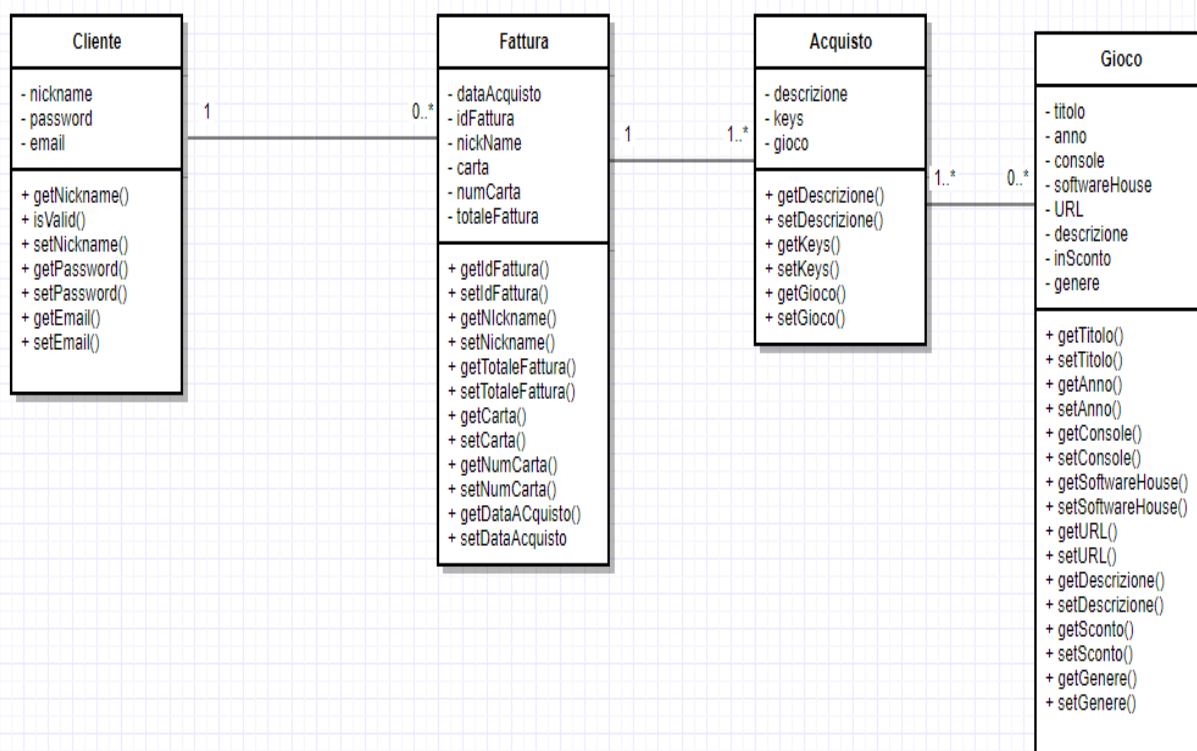 Cliente
- nickname
- password
- email
+ getNickname()
+ isValid()
+ setNickname()
+ getPassword()
+ setPassword()
+ getEmail()
+ setEmail()
1
0..*
Fattura
- dataAcquisto
- idFattura
- nickName
- carta
- numCarta
- totaleFattura
+ getIdFattura()
+ setIdFattura()
+ getNIckname()
+ setNickname()
+ getTotaleFattura()
+ setTotaleFattura()
+ getCarta()
+ setCarta()
+ getNumCarta()
+ setNumCarta()
+ getDataACquisto()
+ setDataAcquisto
1
1..*
Acquisto
- descrizione
- keys
- gioco
+ getDescrizione()
+ setDescrizione()
+ getKeys()
+ setKeys()
+ getGioco()
+ setGioco()
1..*
0..*
Gioco
- titolo
- anno
- console
- softwareHouse
- URL
- descrizione
- inSconto
- genere
+ getTitolo()
+ setTitolo()
+ getAnno()
+ setAnno()
+ getConsole()
+ setConsole()
+ getSoftwareHouse()
+ setSoftwareHouse()
+ getURL()
+ setURL()
+ getDescrizione()
+ setDescrizione()
+ getSconto()
+ setSconto()
+ getGenere()
+ setGenere()